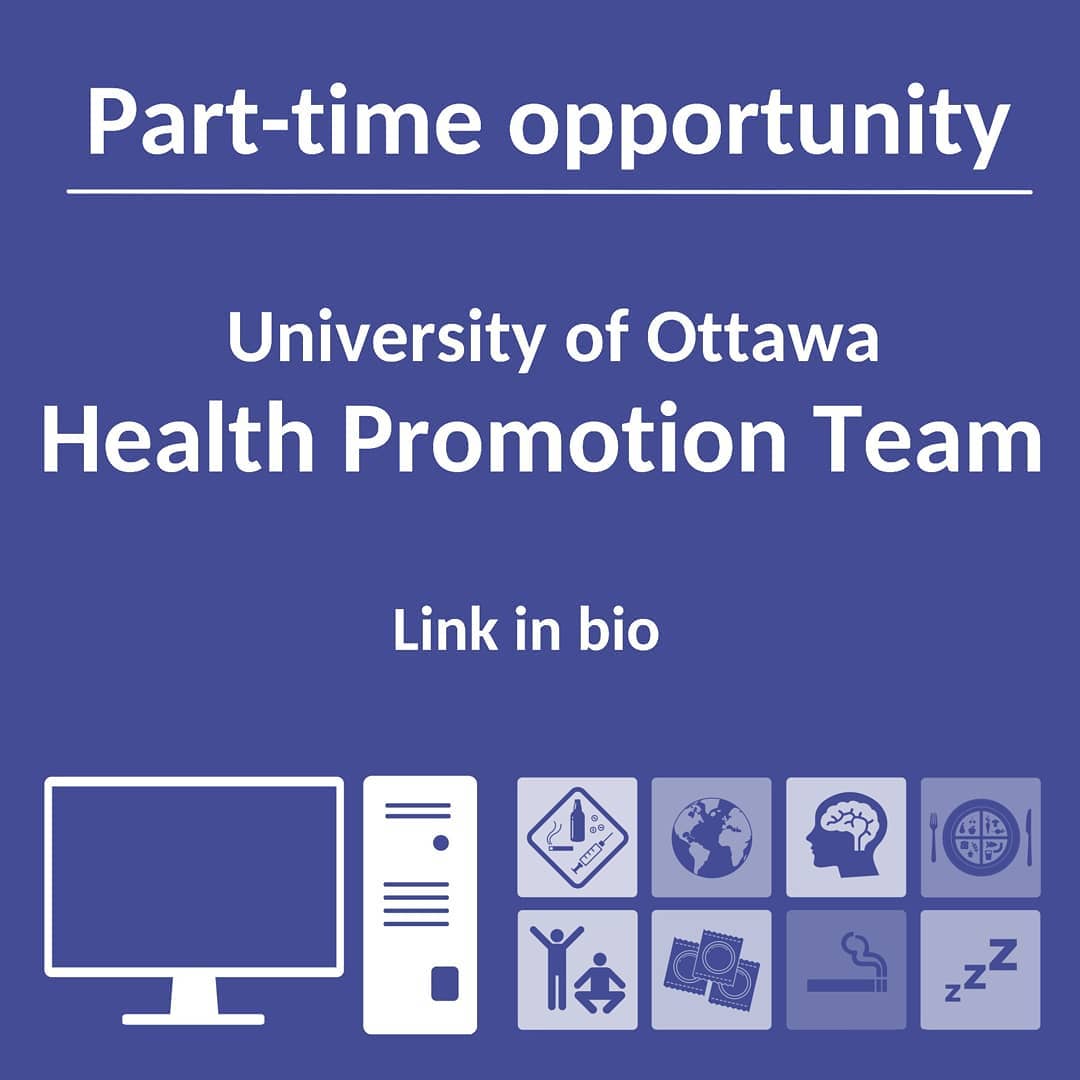 Part-time opportunity
University of Ottawa
Health Promotion Team
Link in bio
z z z